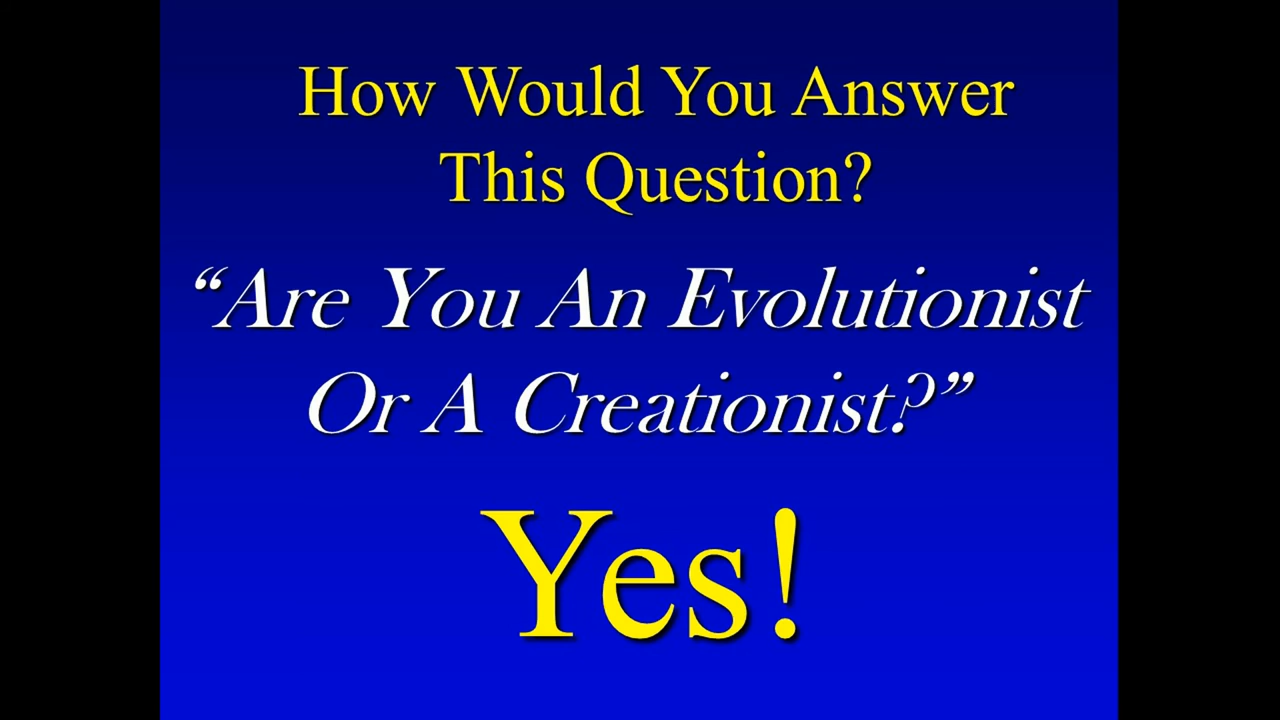 How Would You Answer
This Question?
“Are You An Evolutionist
Or A Creationist?”
Yes!